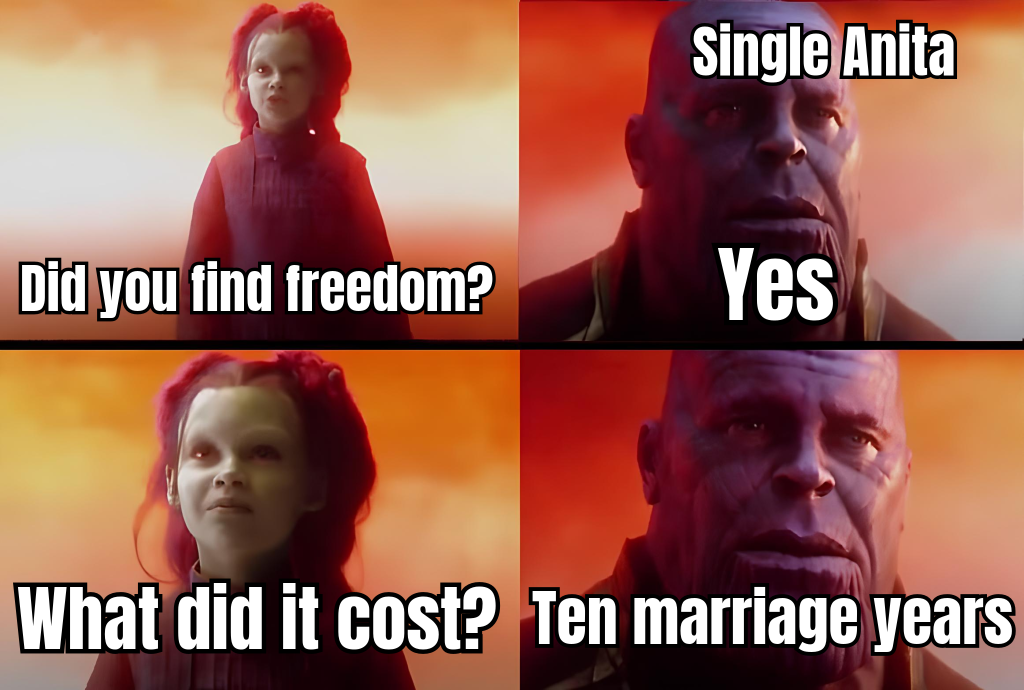 Did you find freedom?
Single Anita
Yes
What did it cost?
Ten marriage years